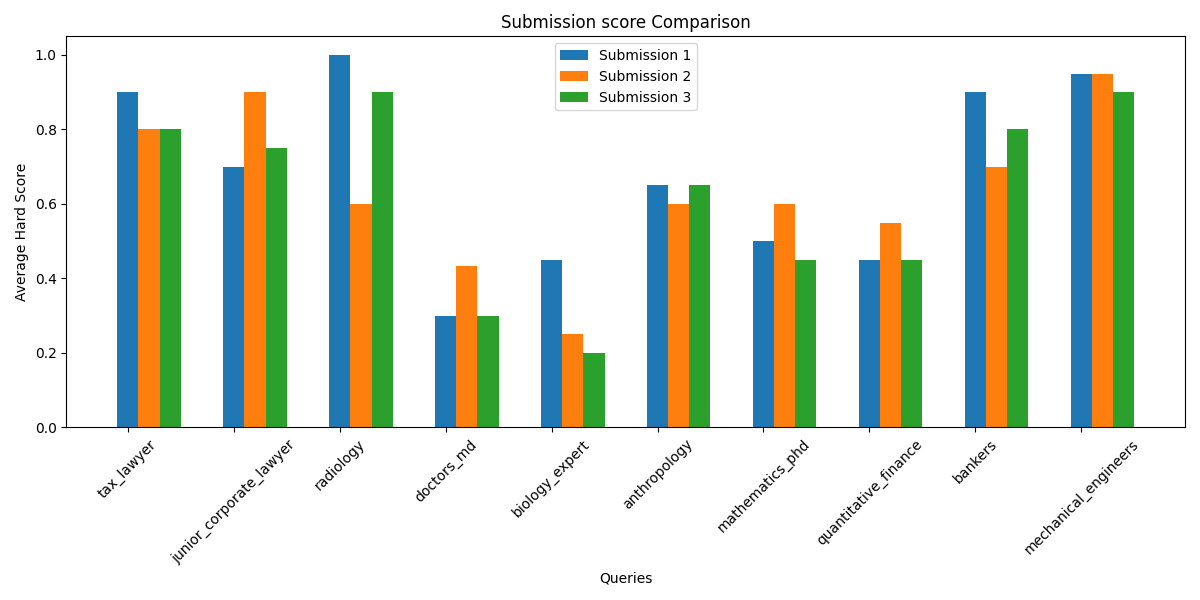 Submission score Comparison
Submission 1
Submission 2
Submission 3
Average Hard Score
1.0
0.8
0.6
0.4
0.2
0.0
tax_lawyer
junior_corporate_lawyer
radiology
doctors_md
biology_expert
anthropology
mathematics_phd
quantitative_finance
bankers
mechanical_engineers
Queries